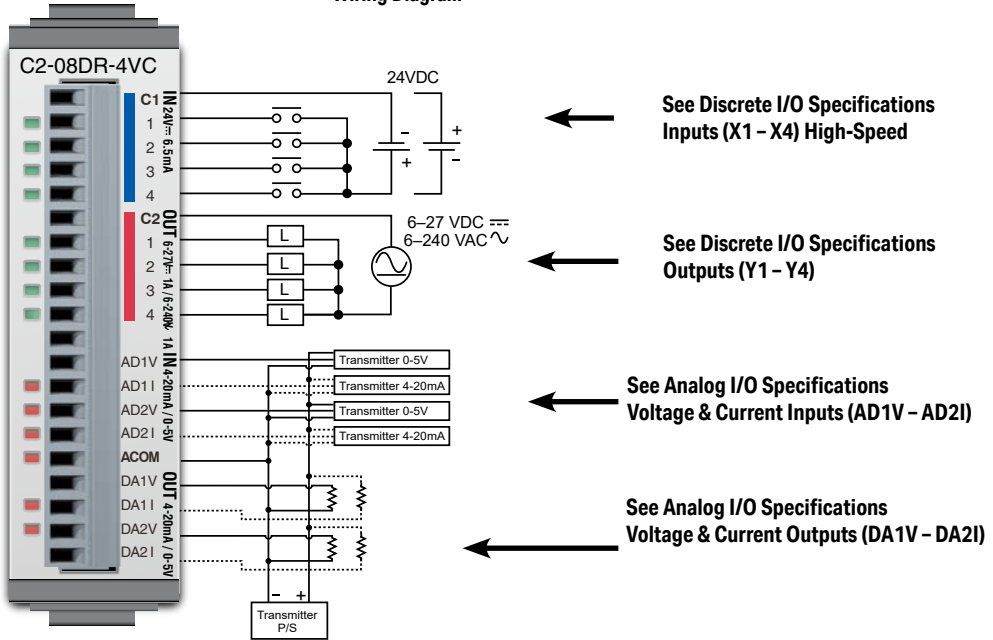 Wiring Diagram
C2-08DR-4VC
C1
1
2
3
4
IN 24V⎓ 6.5mA
C2
1
2
3
4
OUT 6-27V⎓ 1A / 6-240V∿ 1A
AD1V
AD1I
AD2V
AD2I
ACOM
IN 4-20mA / 0-5V
DA1V
DA1I
DA2V
DA2I
OUT 4-20mA / 0-5V
24VDC
-
+
+
-
6–27 VDC ⎓
6–240 VAC ∿
L
L
L
L
Transmitter 0-5V
Transmitter 4-20mA
Transmitter 0-5V
Transmitter 4-20mA
- +
Transmitter
P/S
See Discrete I/O Specifications
Inputs (X1 – X4) High-Speed
See Discrete I/O Specifications
Outputs (Y1 – Y4)
See Analog I/O Specifications
Voltage & Current Inputs (AD1V – AD2I)
See Analog I/O Specifications
Voltage & Current Outputs (DA1V – DA2I)